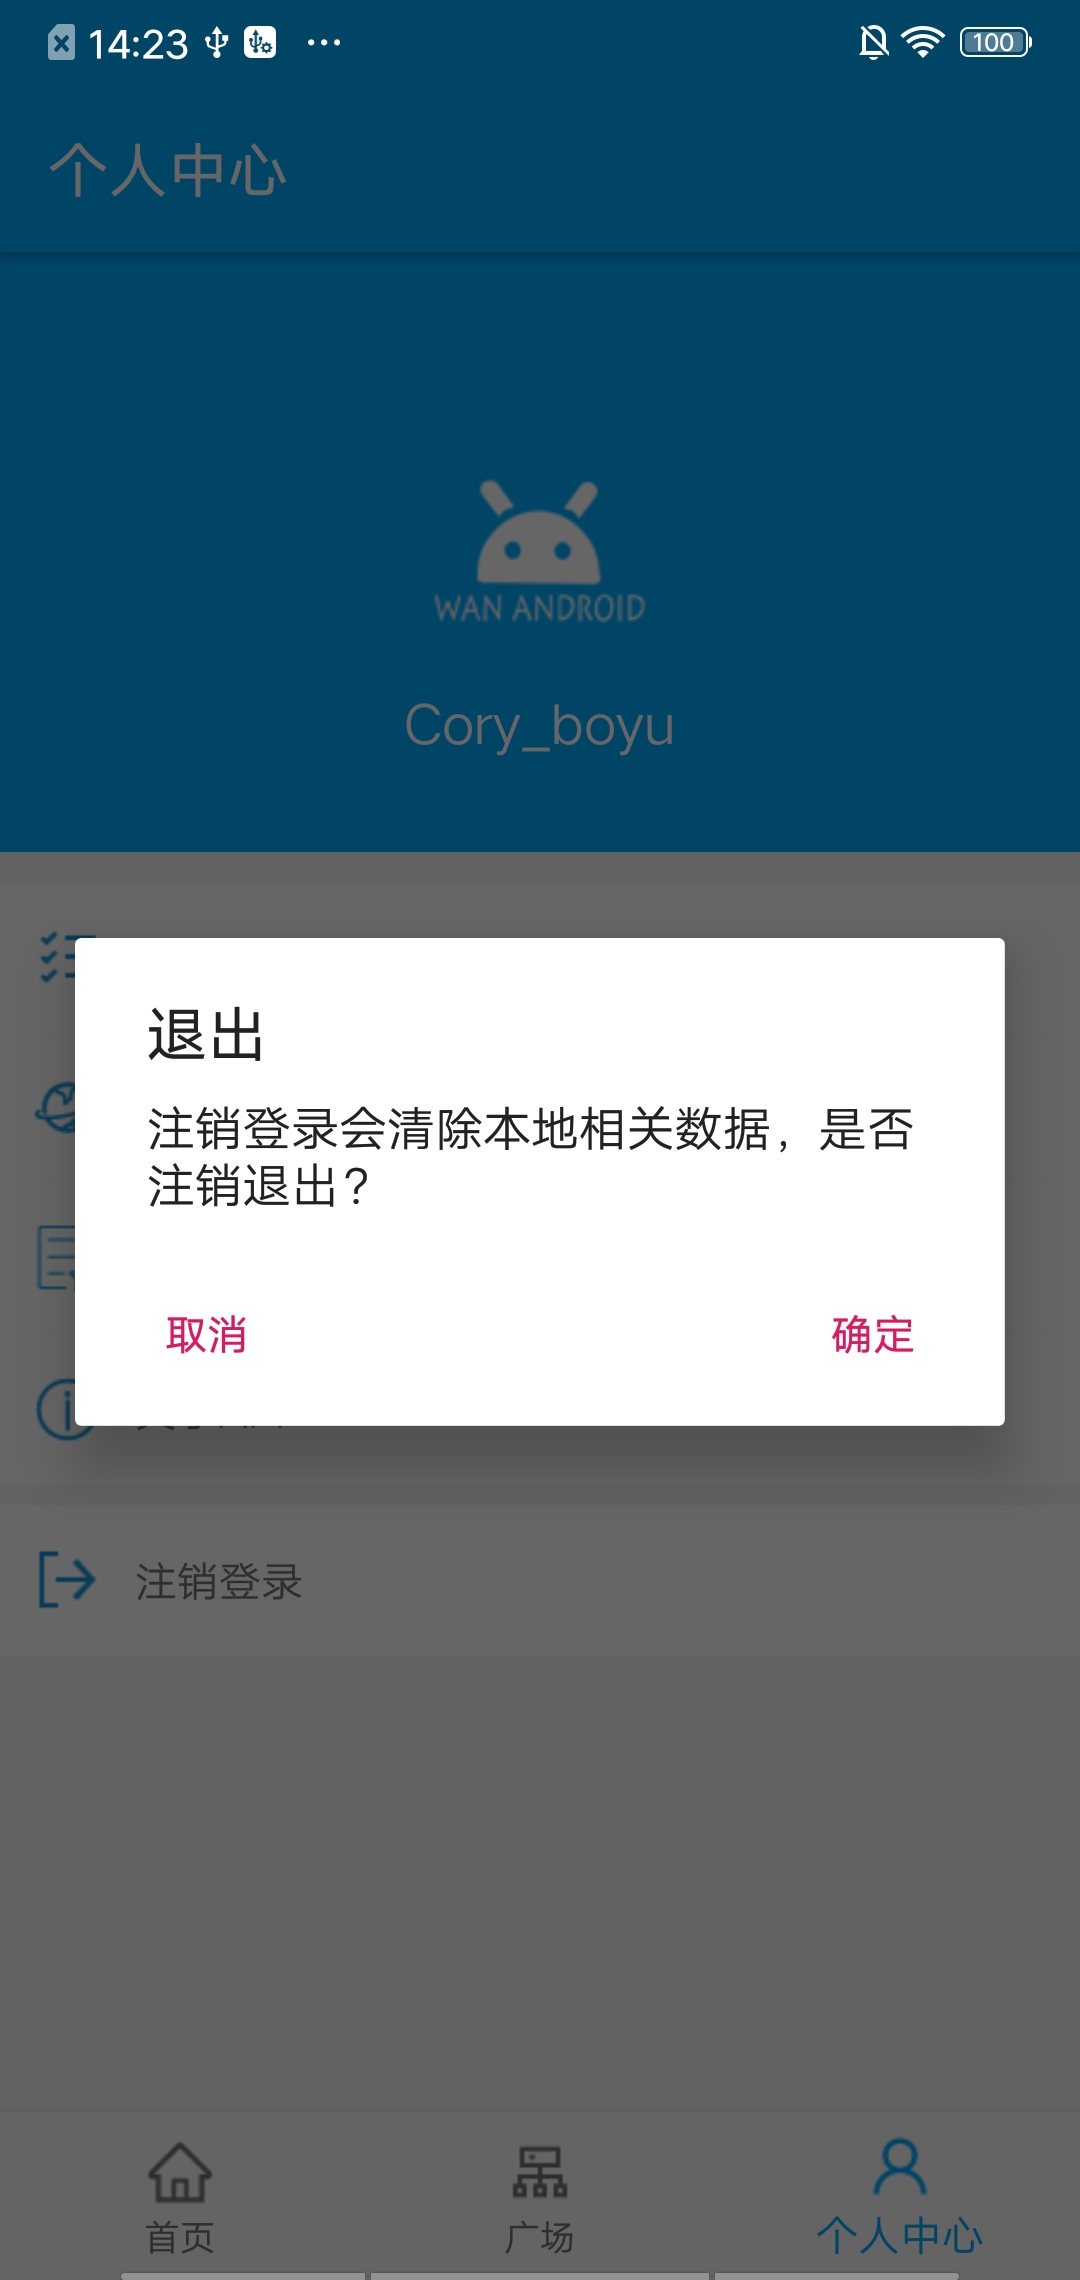 14:23
100
个人中心
WAN ANDROID
Cory_boyu
退出
注销登录会清除本地相关数据，是否
注销退出？
取消
确定
注销登录
首页
广场
个人中心